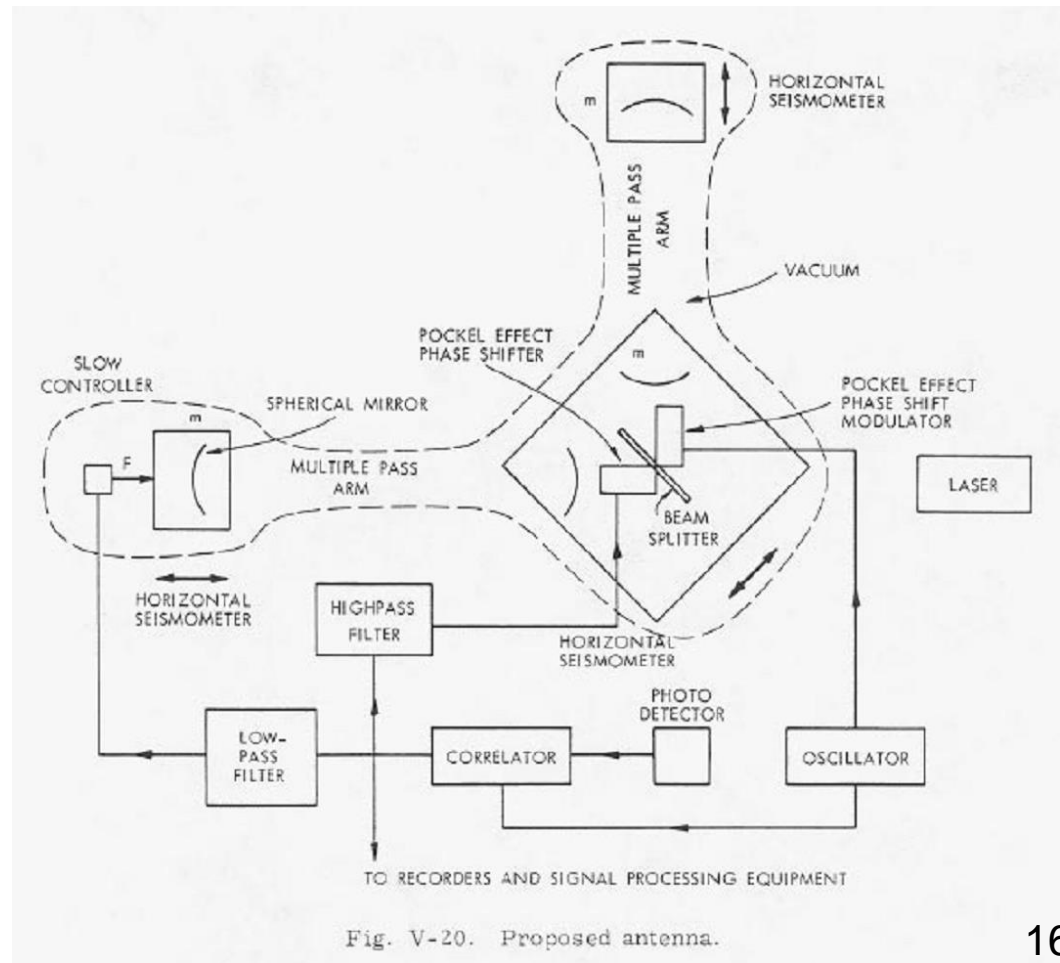 HORIZONTAL
SEISMOMETER
m
MULTIPLE PASS
ARM
VACUUM
POCKEL EFFECT
PHASE SHIFTER
m
SLOW
CONTROLLER
SPHERICAL MIRROR
m
F
MULTIPLE PASS
ARM
POCKEL EFFECT
PHASE SHIFT
MODULATOR
LASER
BEAM
SPLITTER
HORIZONTAL
SEISMOMETER
HIGHPASS
FILTER
HORIZONTAL
SEISMOMETER
PHOTO
DETECTOR
LOW-
PASS
FILTER
CORRELATOR
OSCILLATOR
TO RECORDERS AND SIGNAL PROCESSING EQUIPMENT
Fig. V-20. Proposed antenna.
16